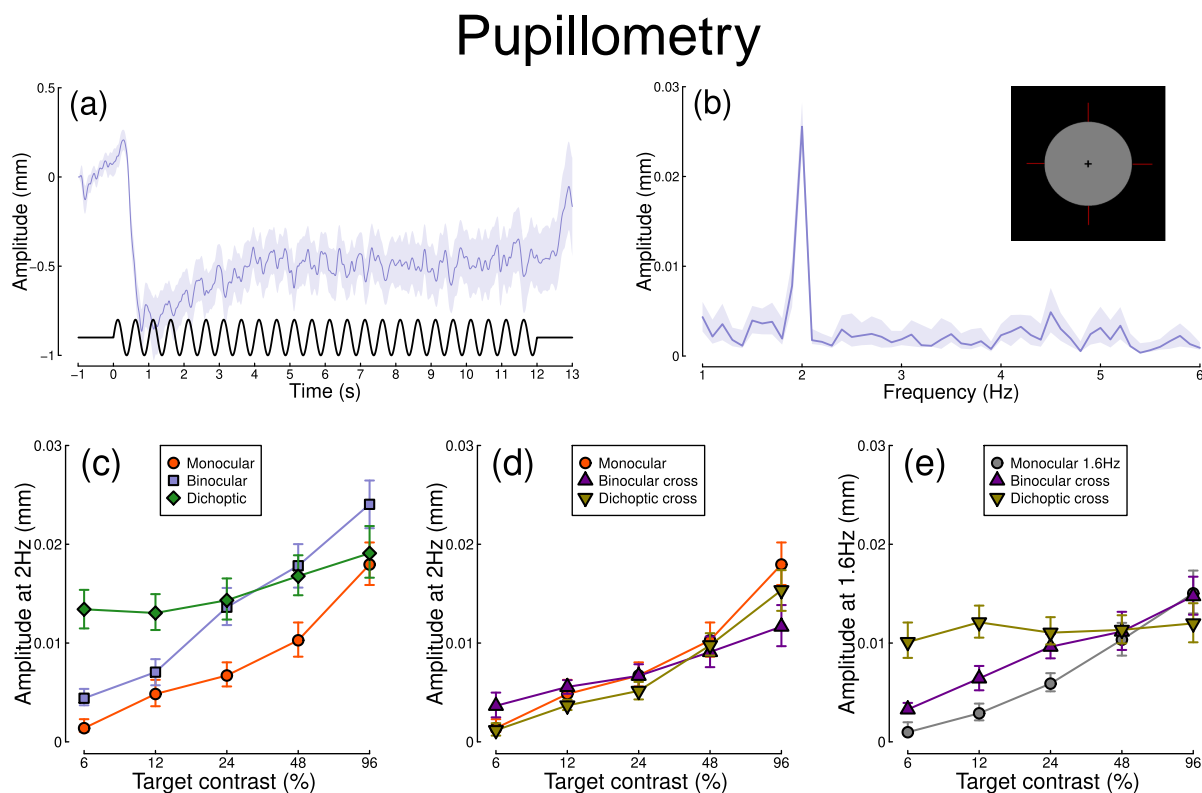 Pupillometry
(a)
Amplitude (mm)
0.5
0
−0.5
−1
−1 0 1 2 3 4 5 6 7 8 9 10 11 12 13
Time (s)
(b)
Amplitude (mm)
0.03
0.02
0.01
0
1 2 3 4 5 6
Frequency (Hz)
(c)
Monocular
Binocular
Dichoptic
Amplitude at 2Hz (mm)
0.03
0.02
0.01
0
6 12 24 48 96
Target contrast (%)
(d)
Monocular
Binocular cross
Dichoptic cross
Amplitude at 2Hz (mm)
0.03
0.02
0.01
0
6 12 24 48 96
Target contrast (%)
(e)
Monocular 1.6Hz
Binocular cross
Dichoptic cross
Amplitude at 1.6Hz (mm)
0.03
0.02
0.01
0
6 12 24 48 96
Target contrast (%)